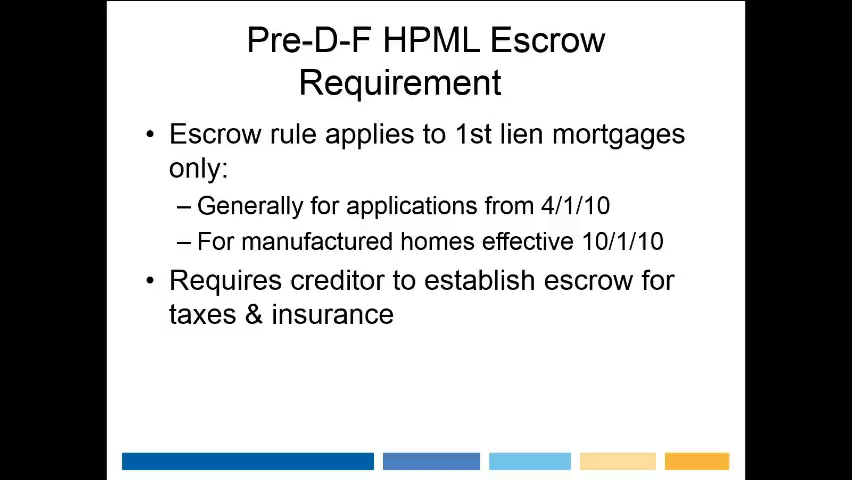 Pre-D-F HPML Escrow
Requirement
• Escrow rule applies to 1st lien mortgages
only:
– Generally for applications from 4/1/10
– For manufactured homes effective 10/1/10
• Requires creditor to establish escrow for
taxes & insurance